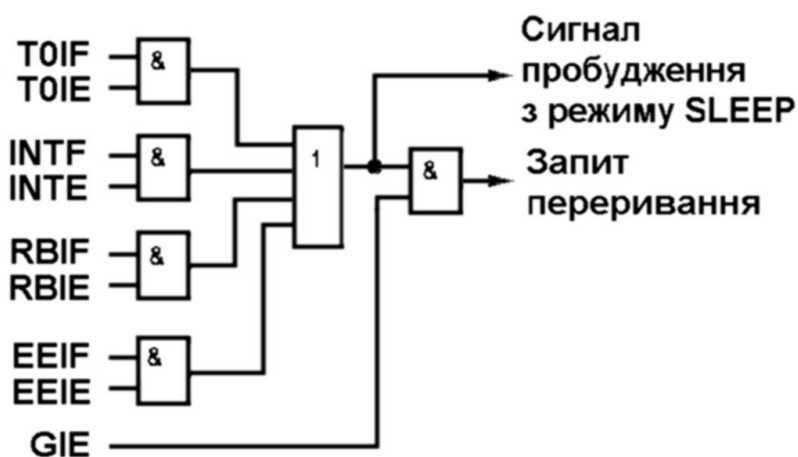 T0IF
T0IE
&
INTF
INTE
&
RBIF
RBIE
&
EEIF
EEIE
&
GIE
1
&
Сигнал
пробудження
з режиму SLEEP
Запит
переривання